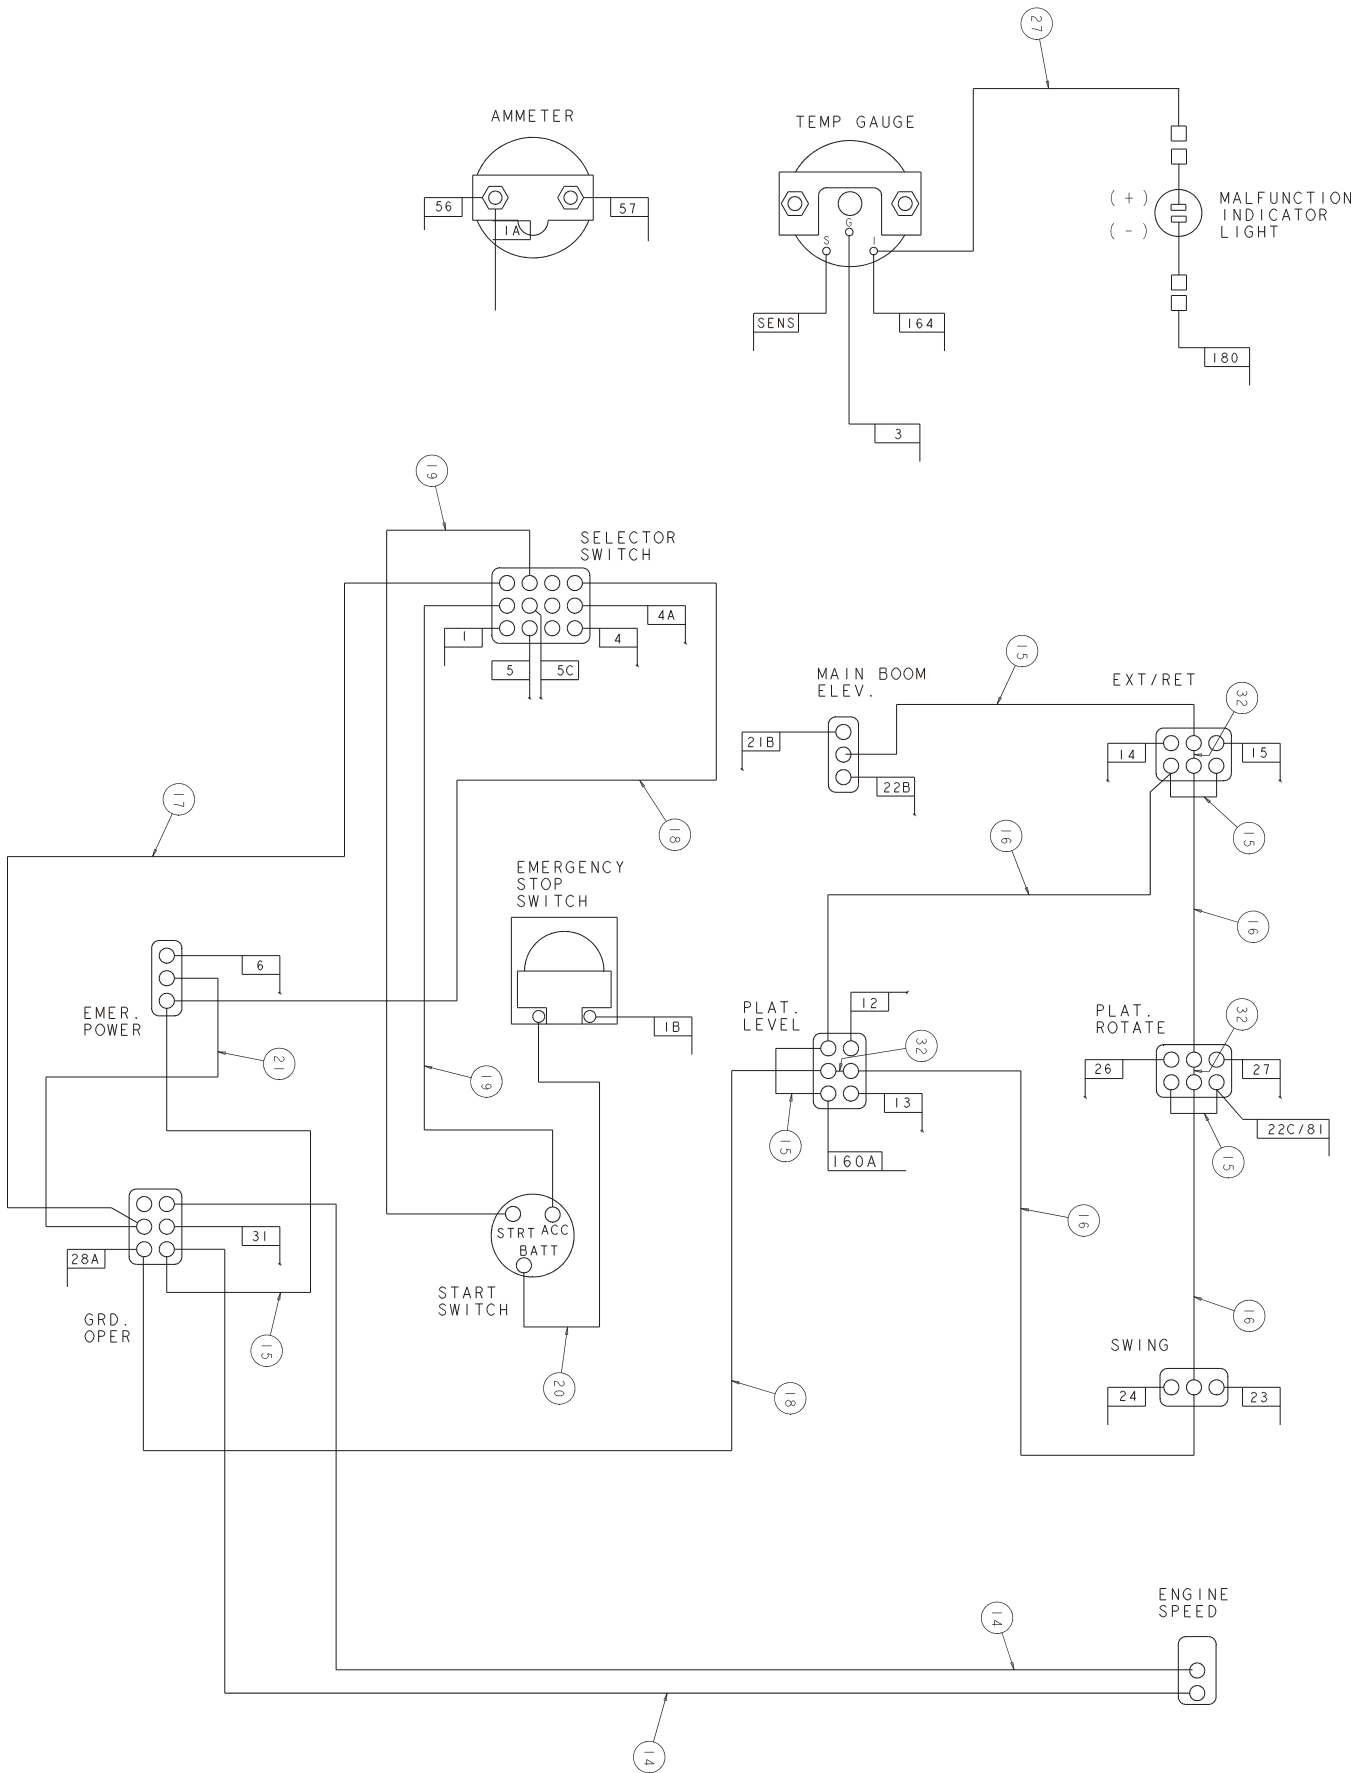 27
AMMETER
TEMP GAUGE
56
57
1A
G
S
I
(+)
(-)
MALFUNCTION
INDICATOR
LIGHT
SENS
164
180
3
19
SELECTOR
SWITCH
4A
1
4
5
5C
15
MAIN BOOM
ELEV.
EXT/RET
32
21B
14
15
22B
17
18
16
15
EMERGENCY
STOP
SWITCH
16
6
EMER.
POWER
12
PLAT.
LEVEL
PLAT.
ROTATE
32
1B
32
21
19
26
27
13
15
22C/81
160A
15
16
STRT
ACC
BATT
31
28A
START
SWITCH
GRD.
OPER
16
15
SWING
20
18
24
23
ENGINE
SPEED
14
14